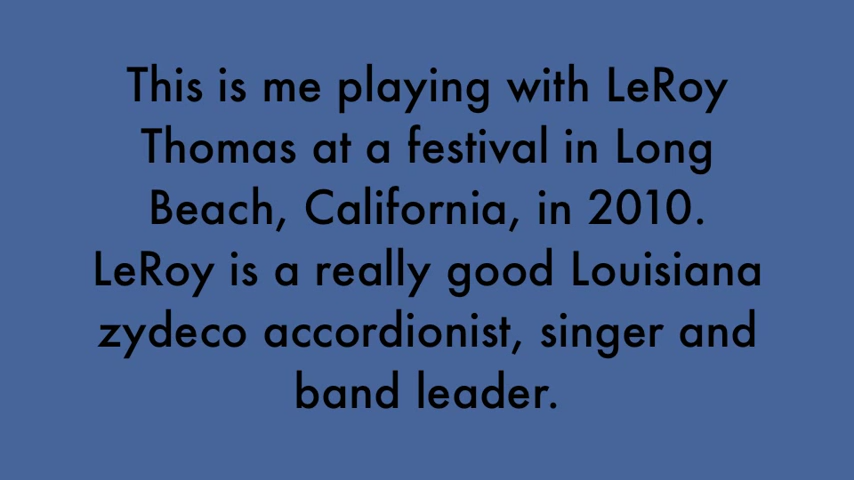 This is me playing with LeRoy
Thomas at a festival in Long
Beach, California, in 2010.
LeRoy is a really good Louisiana
zydeco accordionist, singer and
band leader.